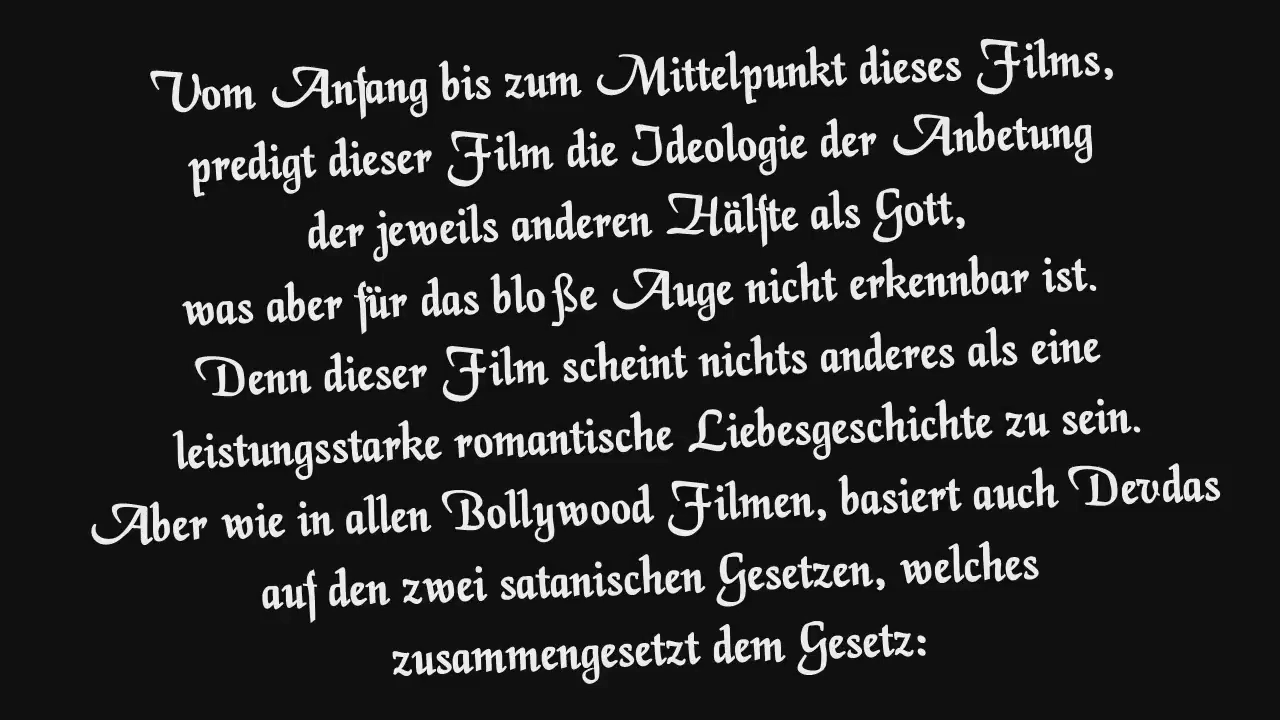 Vom Anfang bis zum Mittelpunkt dieses Films,
predigt dieser Film die Ideologie der Anbetung
der jeweils anderen Hälfte als Gott,
was aber für das bloße Auge nicht erkennbar ist.
Denn dieser Film scheint nichts anderes als eine
leistungsstarke romantische Liebesgeschichte zu sein.
Aber wie in allen Bollywood Filmen, basiert auch Devdas
auf den zwei satanischen Gesetzen, welches
zusammengesetzt dem Gesetz: